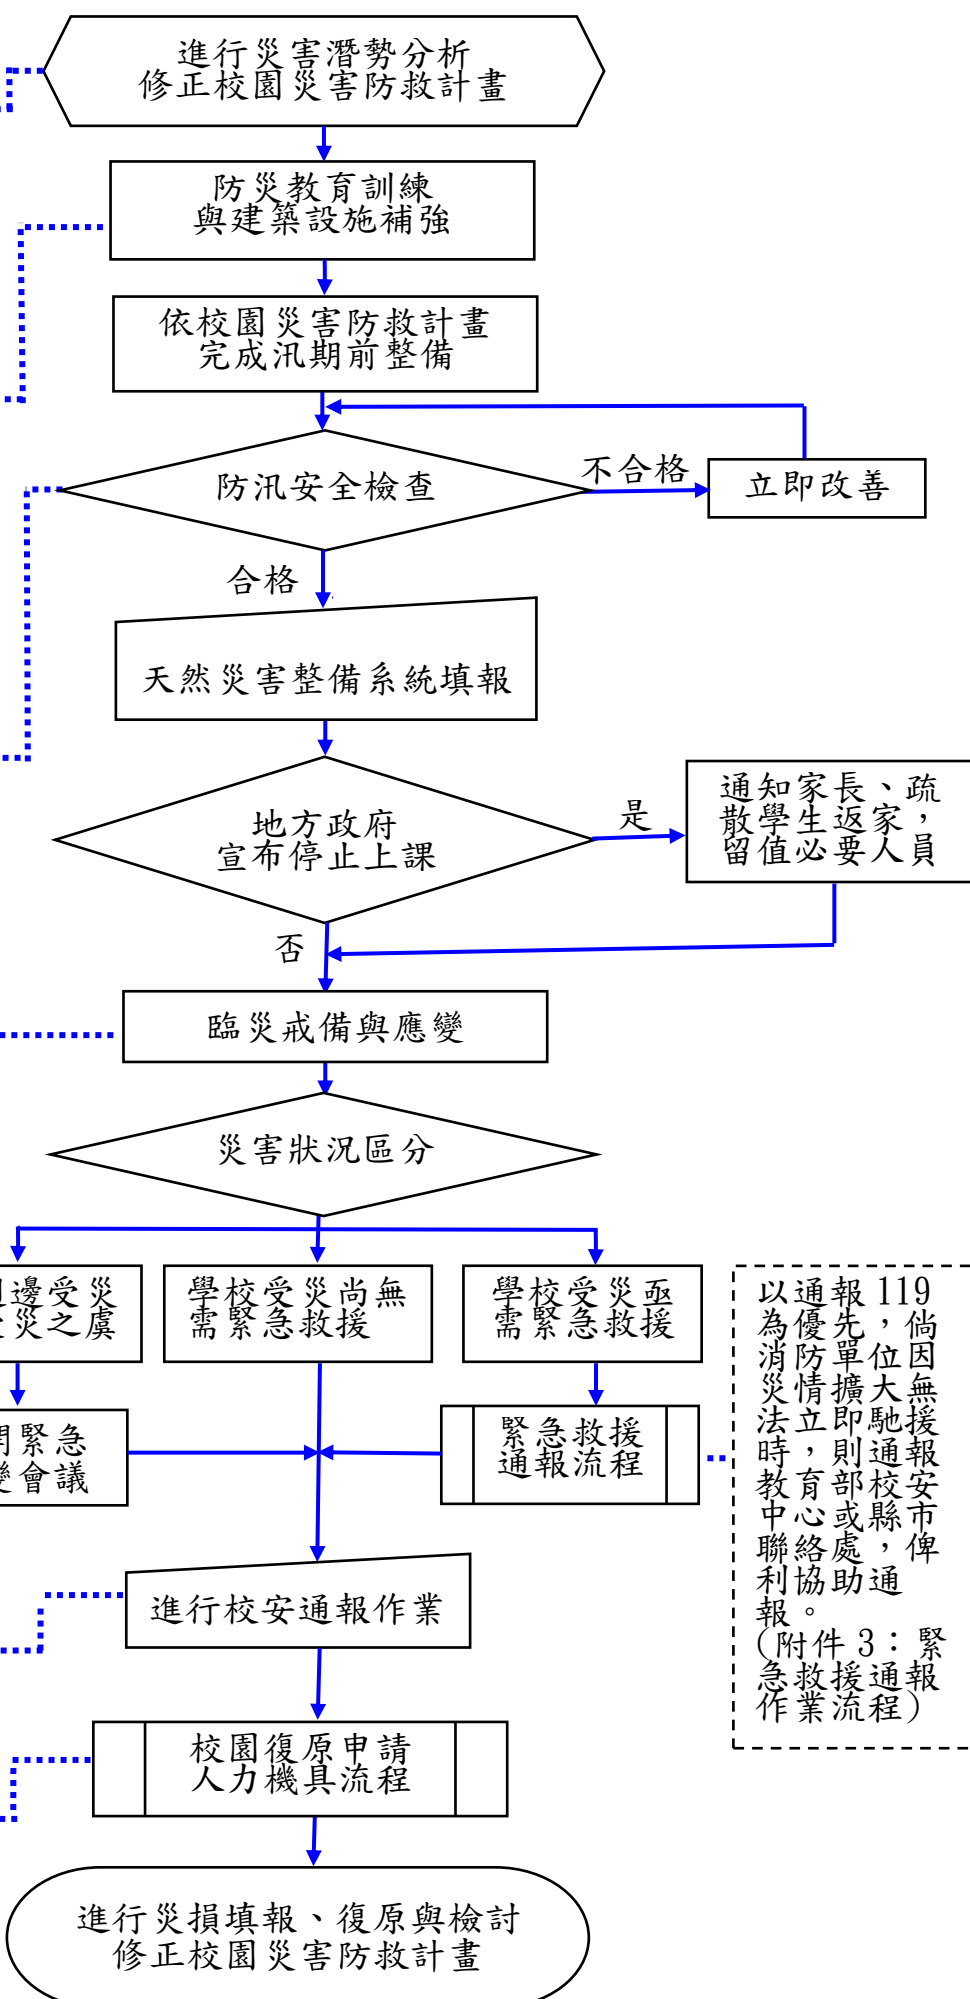 進行災害潛勢分析
修正校園災害防救計畫
防災教育訓練
與建築設施補強
依校園災害防救計畫
完成汛期前整備
防汛安全檢查
不合格
立即改善
合格
天然災害整備系統填報
地方政府
宣布停止上課
是
通知家長、疏
散學生返家，
留值必要人員
否
臨災戒備與應變
災害狀況區分
邊受災
災之虞
學校受災尚無
需緊急救援
學校受災亟
需緊急救援
緊急
會議
緊急救援
通報流程
以通報 119
為優先，倘
消防單位因
災情擴大無
法立即馳援
時，則通報
教育部校安
中心或縣市
聯絡處，俾
利協助通
報。
(附件 3：緊
急救援通報
作業流程)
進行校安通報作業
校園復原申請
人力機具流程
進行災損填報、復原與檢討
修正校園災害防救計畫